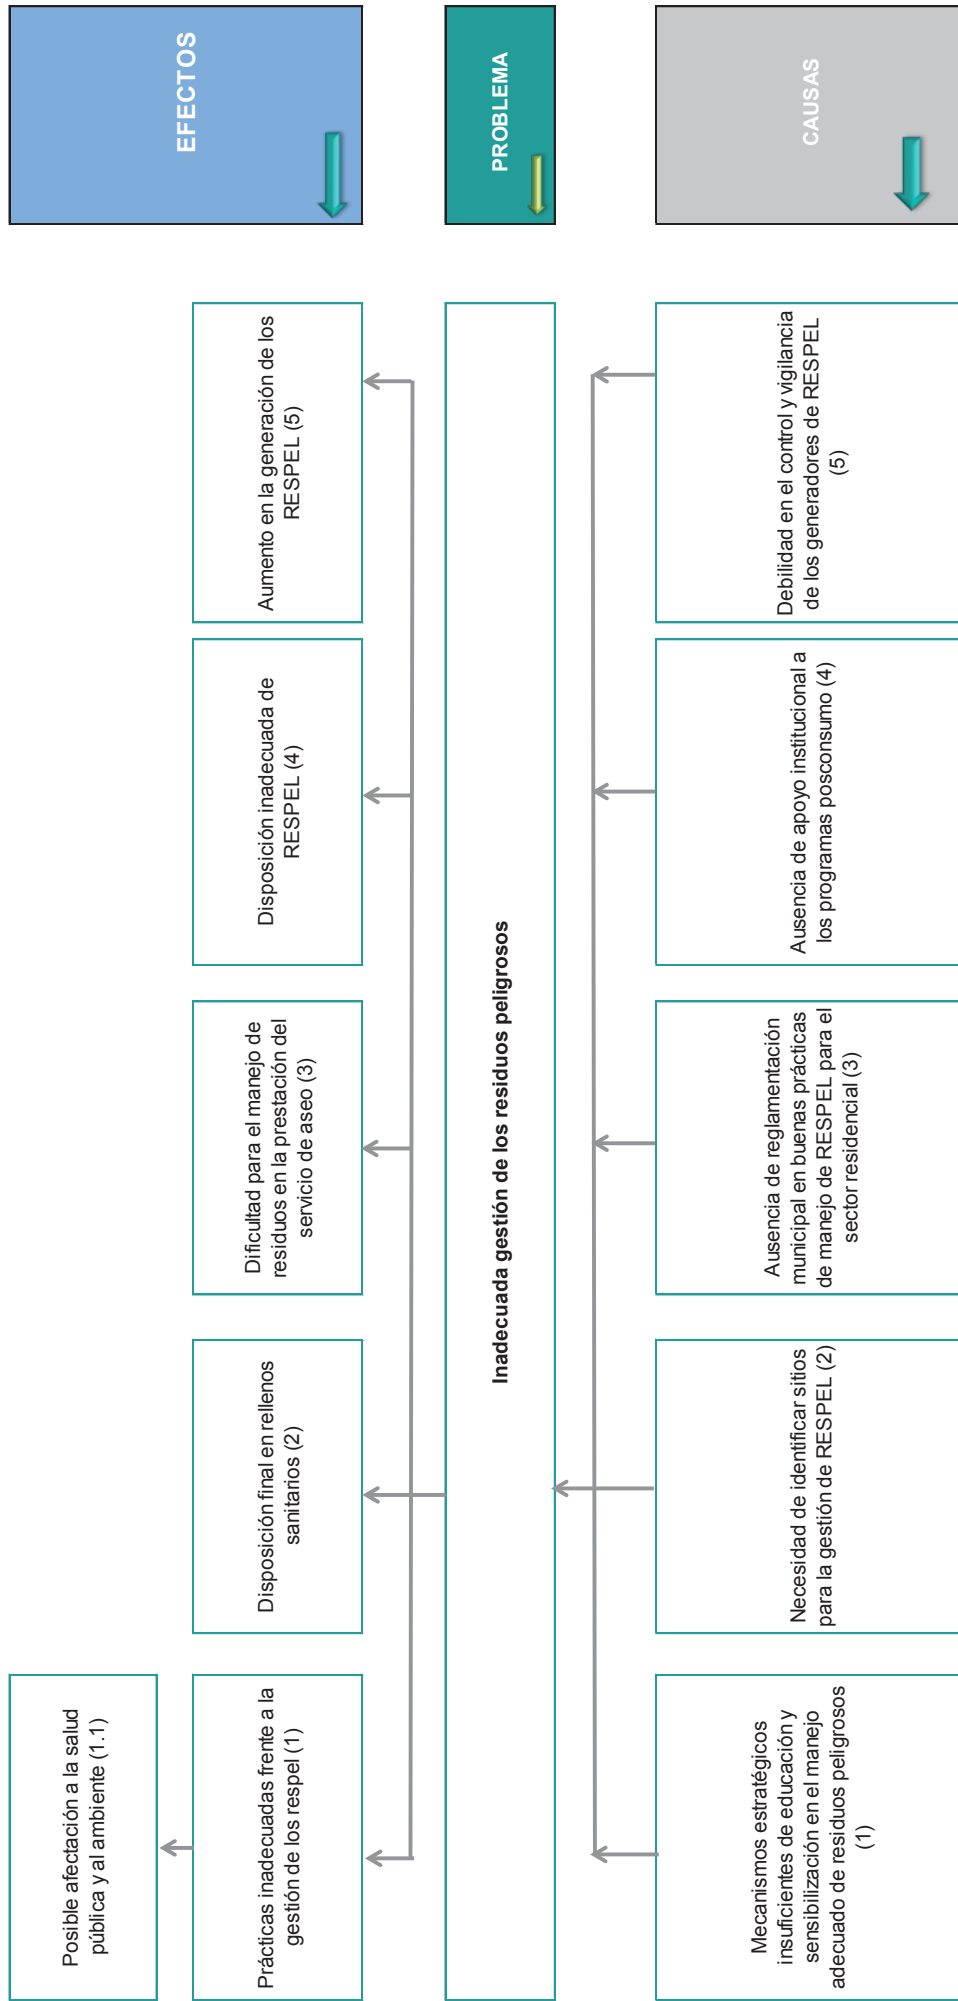 Posible afectación a la salud
pública y al ambiente (1.1)
EFECTOS
Prácticas inadecuadas frente a la
gestión de los respel (1)
Disposición final en rellenos
sanitarios (2)
Dificultad para el manejo de
residuos en la prestación del
servicio de aseo (3)
Disposición inadecuada de
RESPEL (4)
Aumento en la generación de los
RESPEL (5)
Inadecuada gestión de los residuos peligrosos
PROBLEMA
Mecanismos estratégicos
insuficientes de educación y
sensibilización en el manejo
adecuado de residuos peligrosos
(1)
Necesidad de identificar sitios
para la gestión de RESPEL (2)
Ausencia de reglamentación
municipal en buenas prácticas
de manejo de RESPEL para el
sector residencial (3)
Ausencia de apoyo institucional a
los programas posconsumo (4)
Debilidad en el control y vigilancia
de los generadores de RESPEL
(5)
CAUSAS